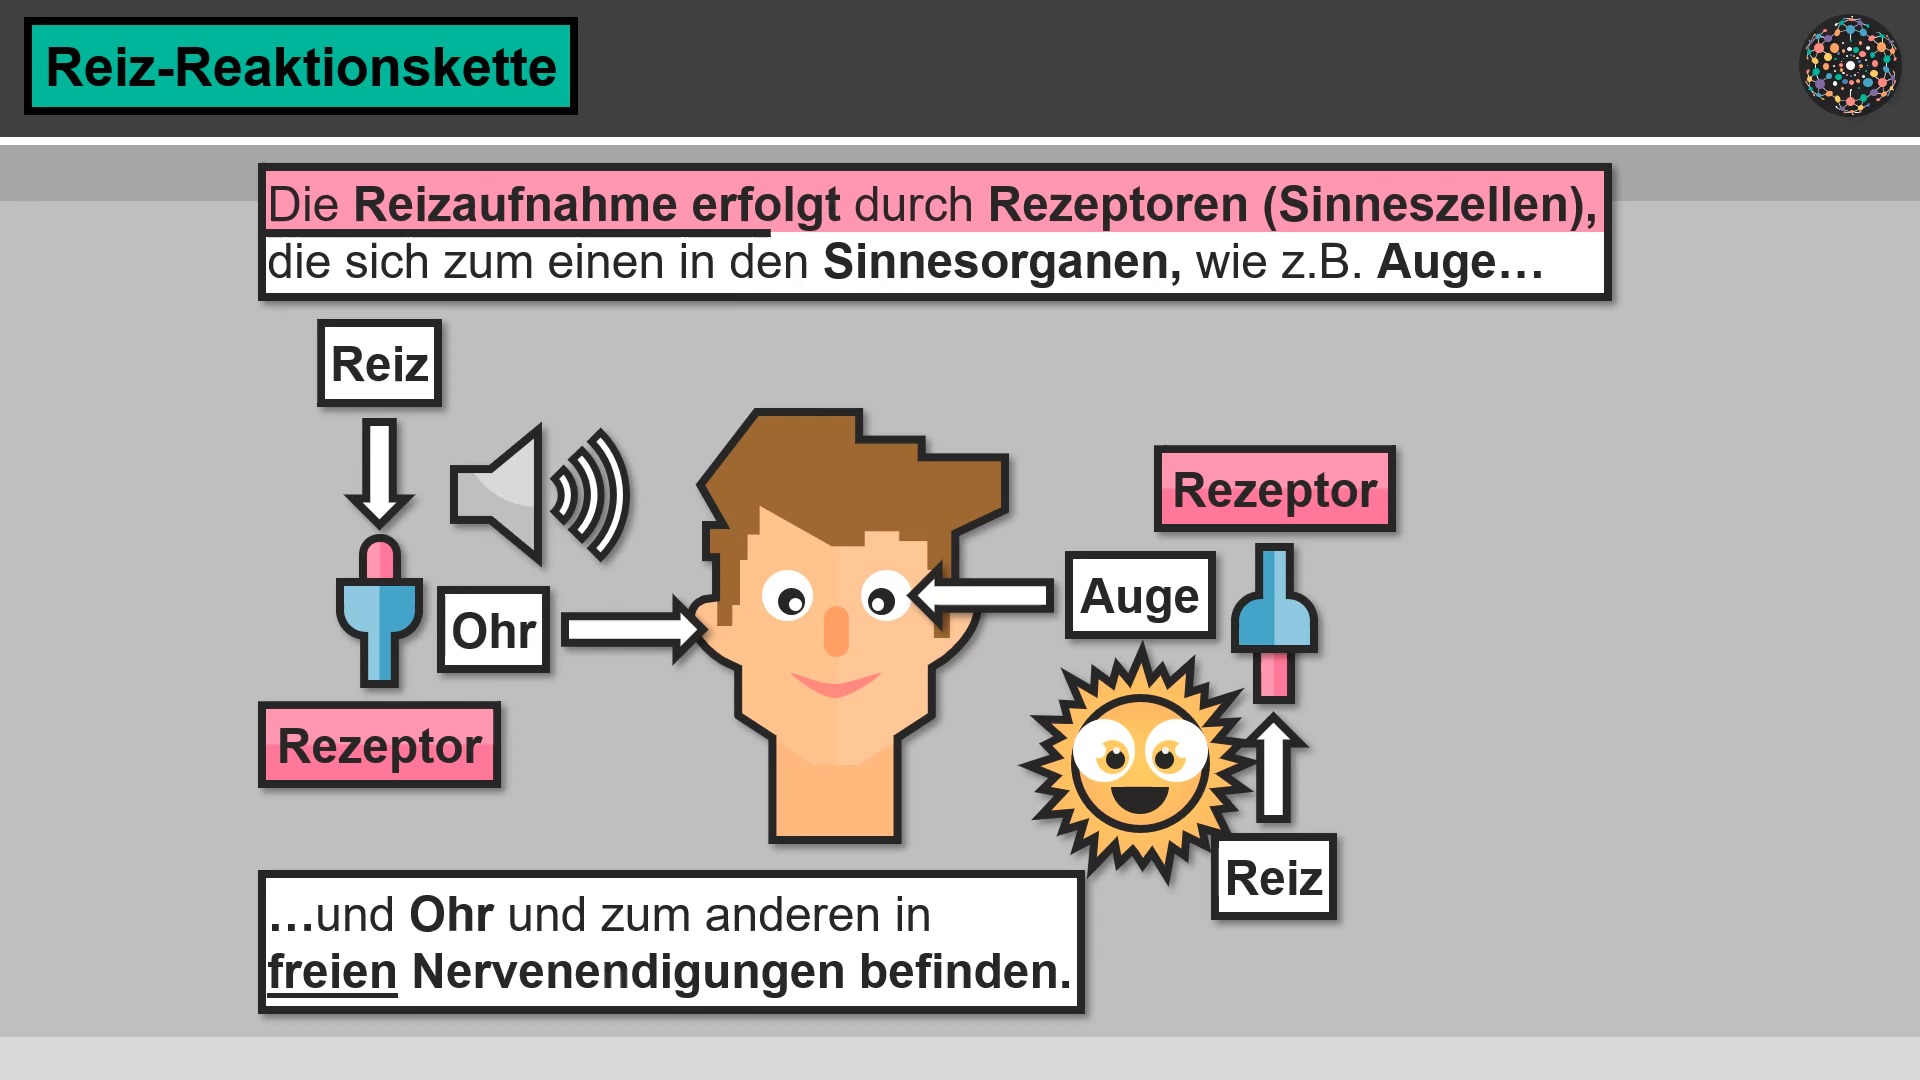 Reiz-Reaktionskette
Die Reizaufnahme erfolgt durch Rezeptoren (Sinneszellen),
die sich zum einen in den Sinnesorganen, wie z.B. Auge...
Reiz
Rezeptor
Auge
Ohr
Rezeptor
Reiz
...und Ohr und zum anderen in
freien Nervenendigungen befinden.